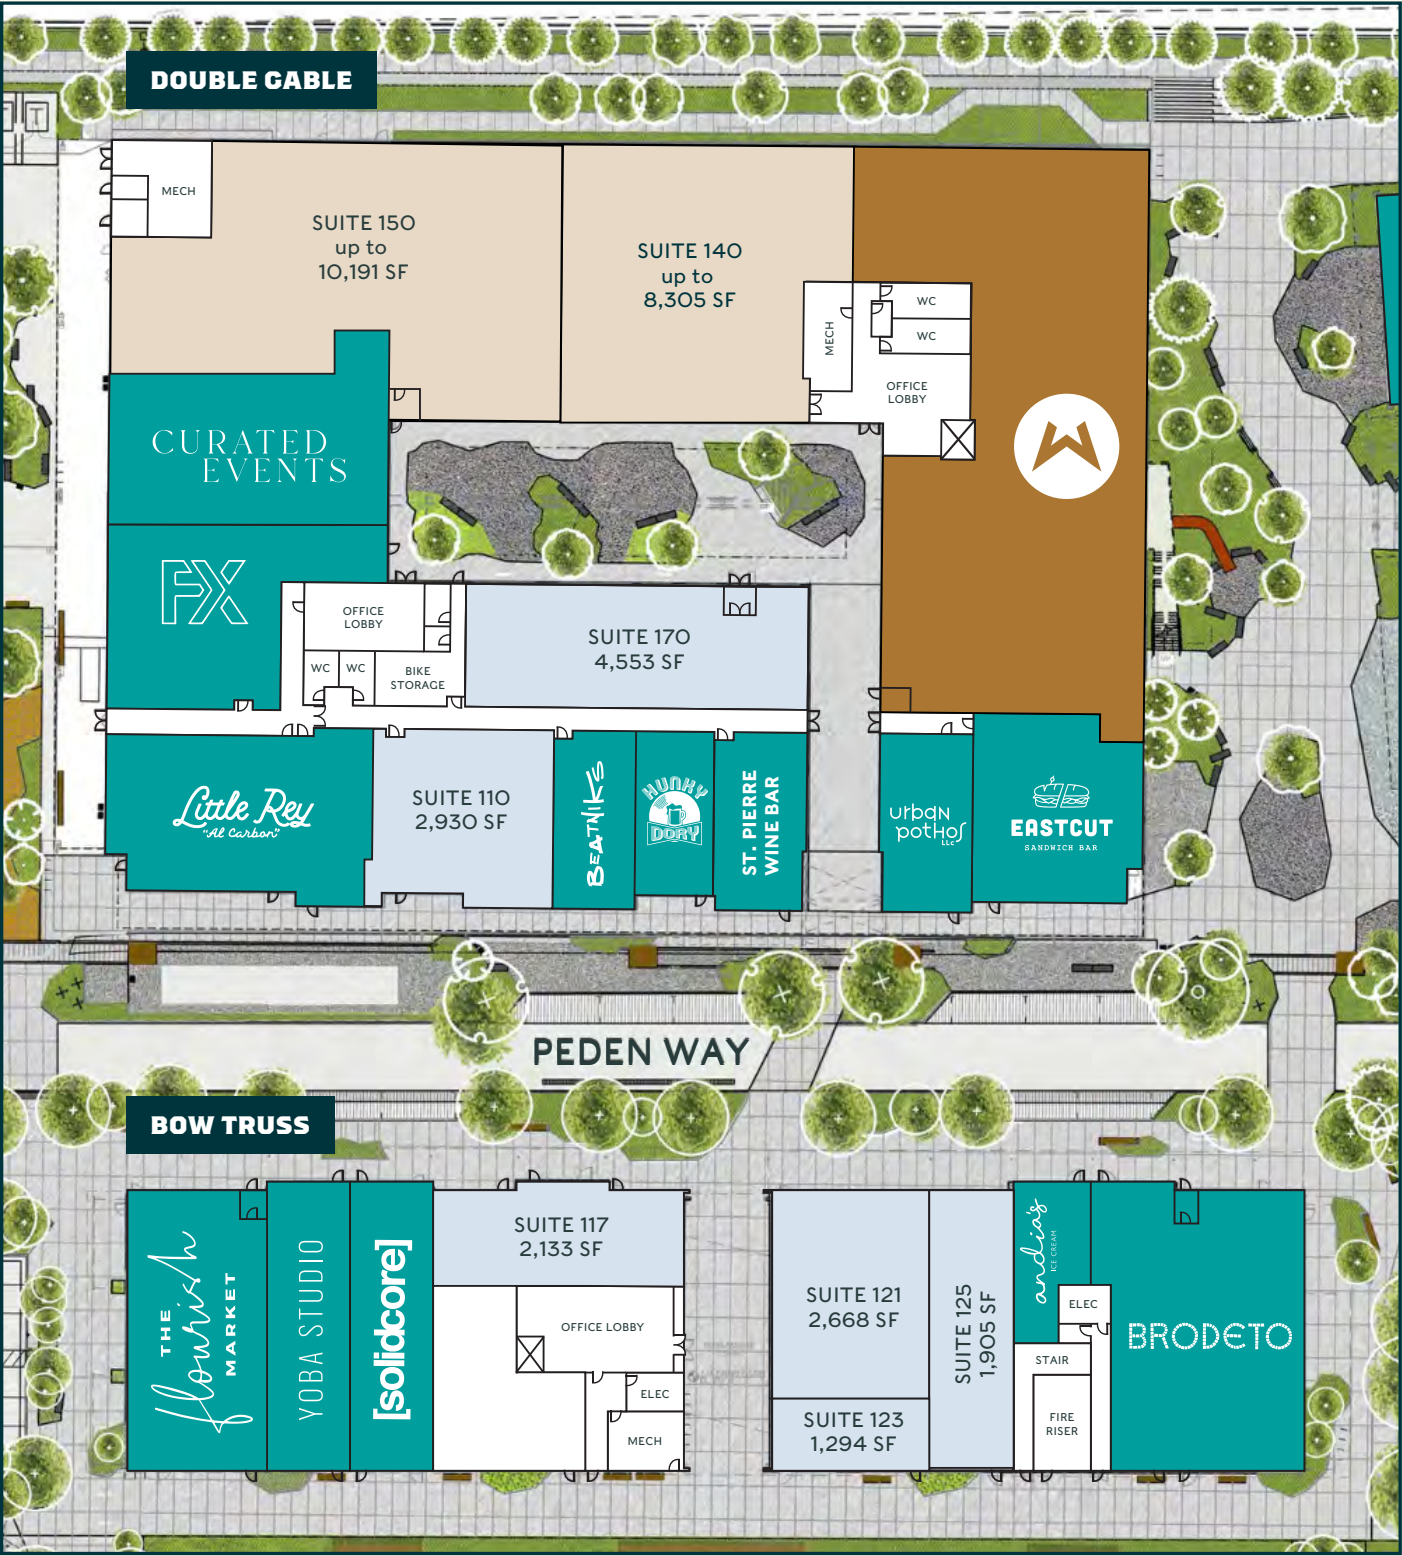 DOUBLE GABLE
MECH
SUITE 150
up to
10,191 SF
SUITE 140
up to
8,305 SF
MECH
WC
WC
OFFICE
LOBBY
CURATED
EVENTS
W
FX
OFFICE
LOBBY
WC
WC
BIKE
STORAGE
SUITE 170
4,553 SF
Little Rey
"Al Carbon"
SUITE 110
2,930 SF
BEATNIKS
HUNKY
DORY
ST. PIERRE
WINE BAR
urban
pothos
LLC
EASTCUT
SANDWICH BAR
PEDEN WAY
BOW TRUSS
THE
flourish
MARKET
YOBA STUDIO
[solidcore]
SUITE 117
2,133 SF
OFFICE LOBBY
ELEC
MECH
SUITE 121
2,668 SF
SUITE 123
1,294 SF
SUITE 125
1,905 SF
andia's
ICE CREAM
ELEC
STAIR
FIRE
RISER
BRODETO